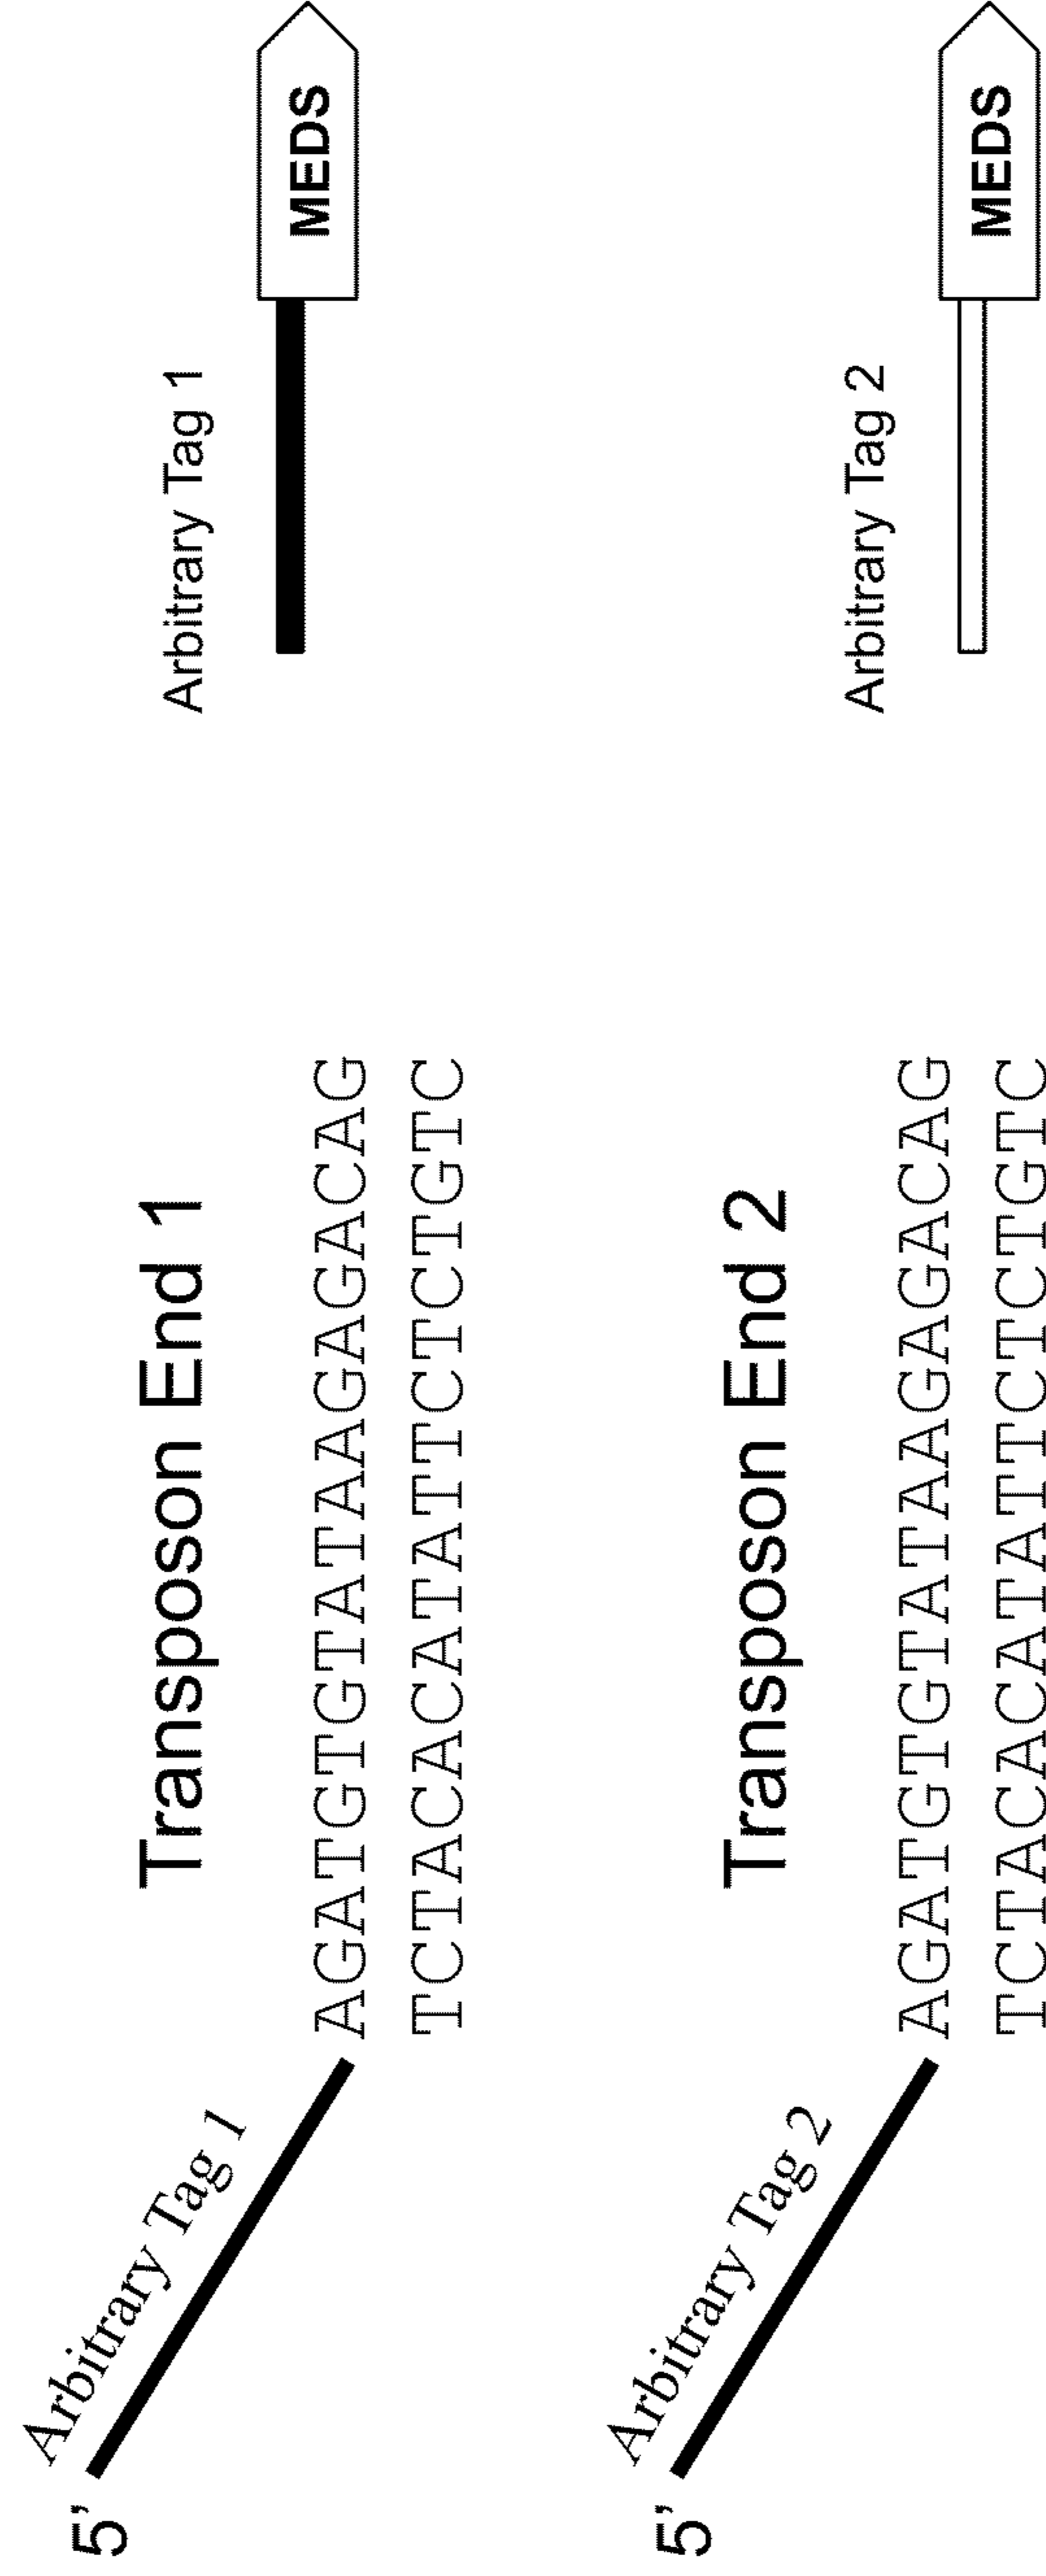 Transposon End 1
5’
Arbitrary Tag 1
AGATGTGTATAAGAGACAG
TCTACACATATTCTCTGTC
Arbitrary Tag 1
MEDS
Transposon End 2
5’
Arbitrary Tag 2
AGATGTGTATAAGAGACAG
TCTACACATATTCTCTGTC
Arbitrary Tag 2
MEDS